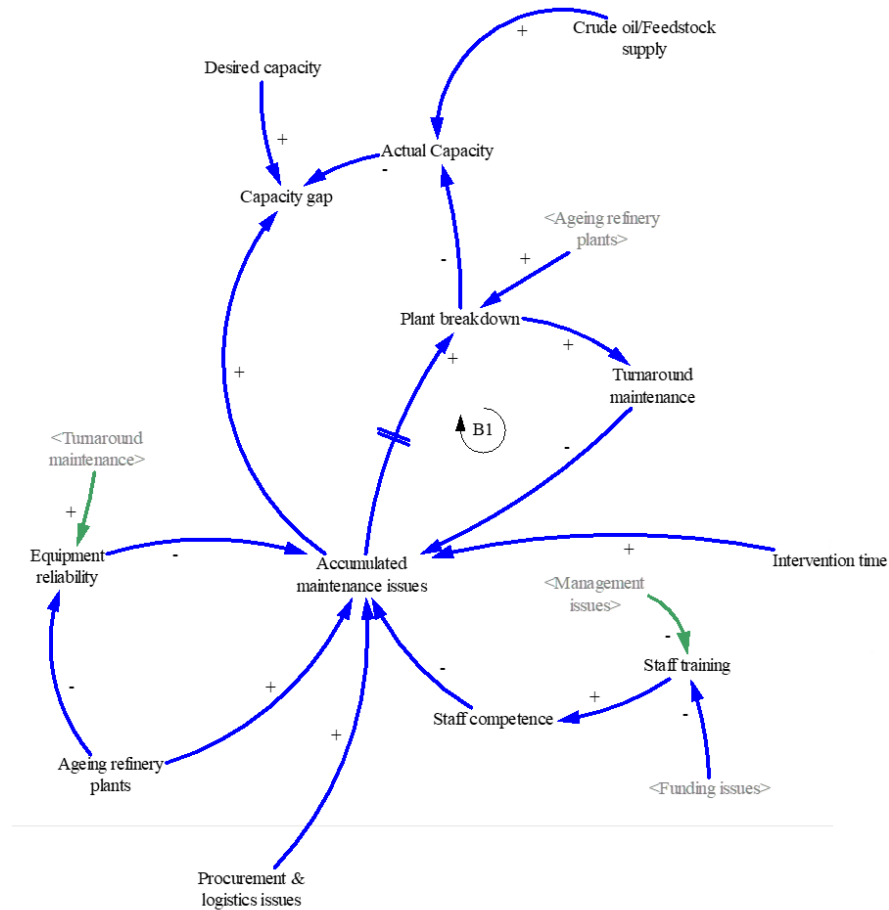 +
Crude oil/Feedstock
supply
Desired capacity
+
Actual Capacity
-
Capacity gap
<Ageing refinery
plants>
-
+
Plant breakdown
+
+
+
Turnaround
maintenance
B1
<Turnaround
maintenance>
-
+
Equipment
reliability
-
+
Accumulated
maintenance issues
Intervention time
<Management
issues>
-
Staff training
-
-
+
+
-
Staff competence
+
Ageing refinery
plants
<Funding issues>
Procurement &
logistics issues